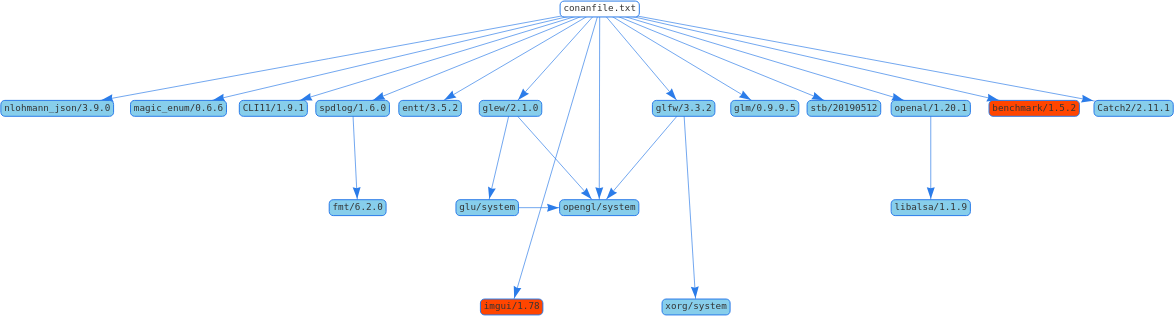 conanfile.txt
nlohmann_json/3.9.0
magic_enum/0.6.6
CLI11/1.9.1
spdlog/1.6.0
entt/3.5.2
glew/2.1.0
glfw/3.3.2
glm/0.9.9.5
stb/20190512
openal/1.20.1
benchmark/1.5.2
Catch2/2.11.1
fmt/6.2.0
glu/system
opengl/system
libalsa/1.1.9
imgui/1.78
xorg/system